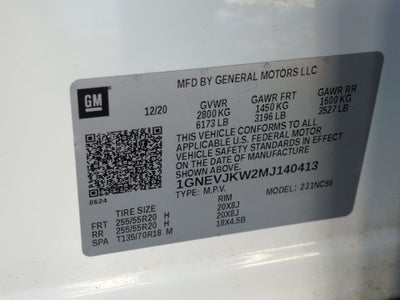 MFD BY GENERAL MOTORS LLC
GM
12/20 GVWR GAWR FRT GAWR RR
2800 KG 1450 KG 1600 KG
6173 LB 3196 LB 3527 LB
THIS VEHICLE CONFORMS TO ALL
APPLICABLE U.S. FEDERAL MOTOR
VEHICLE SAFETY STANDARDS IN
EFFECT ON THE DATE OF
MANUFACTURE SHOWN ABOVE.
1GNEVJKW2MJ140413
0624 TYPE: M.P.V. MODEL: 231NC56
TIRE SIZE RIM
FRT 255/55R20 H 20X8J
RR 255/55R20 H 20X8J
SPA T135/70R18 M 18X4.5B